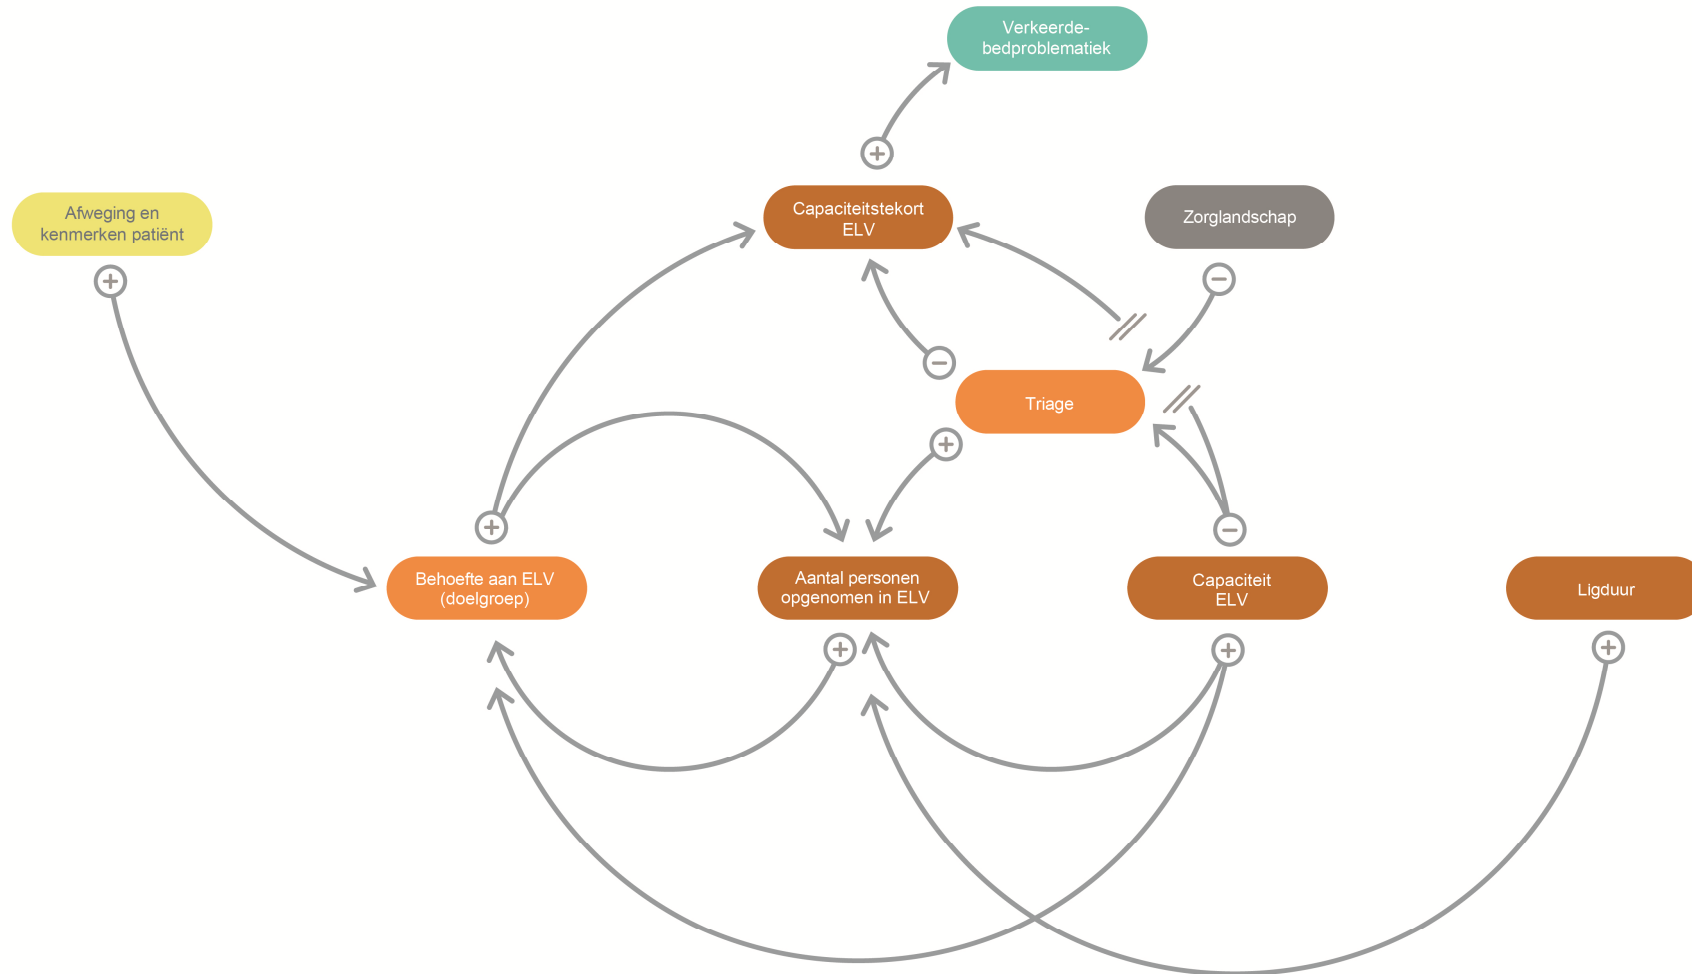 Verkeerde-
bedproblematiek
Afweging en
kenmerken patiënt
Capaciteitstekort
ELV
Zorglandschap
Triage
Behoefte aan ELV
(doelgroep)
Aantal personen
opgenomen in ELV
Capaciteit
ELV
Ligduur